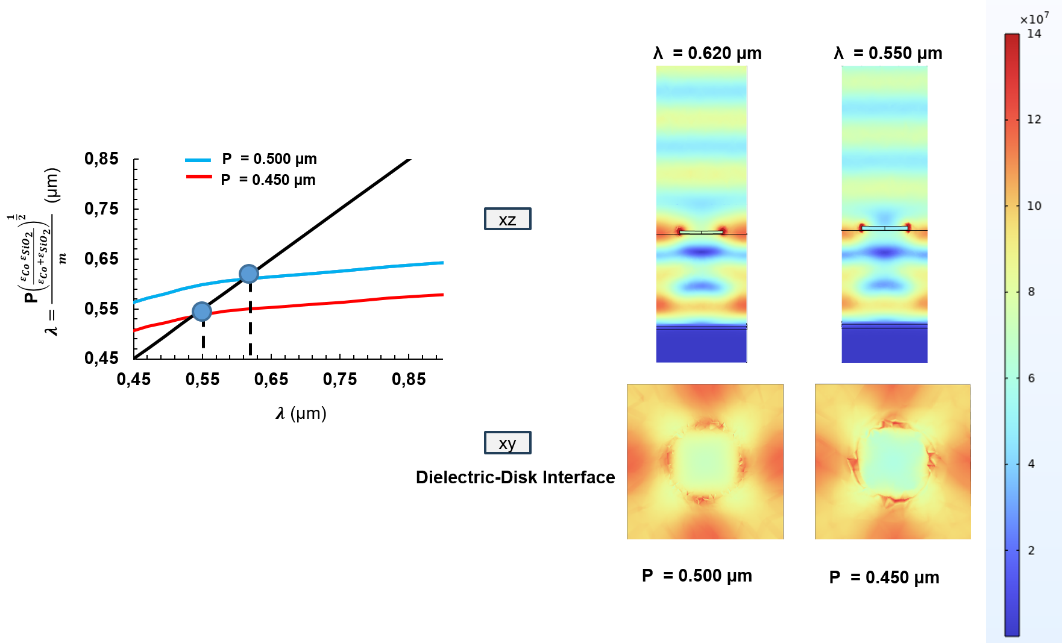 ×10⁷
14
12
10
8
6
4
2
λ = 0.620 µm
λ = 0.550 µm
P = 0.500 µm
P = 0.450 µm
0,85
0,75
0,65
0,55
0,45
0,45
0,55
0,65
0,75
0,85
λ = P(ε_Co ε_SiO₂ / ε_Co+ε_SiO₂)^(1/2) / m (µm)
λ (µm)
xz
xy
Dielectric-Disk Interface
P = 0.500 µm
P = 0.450 µm